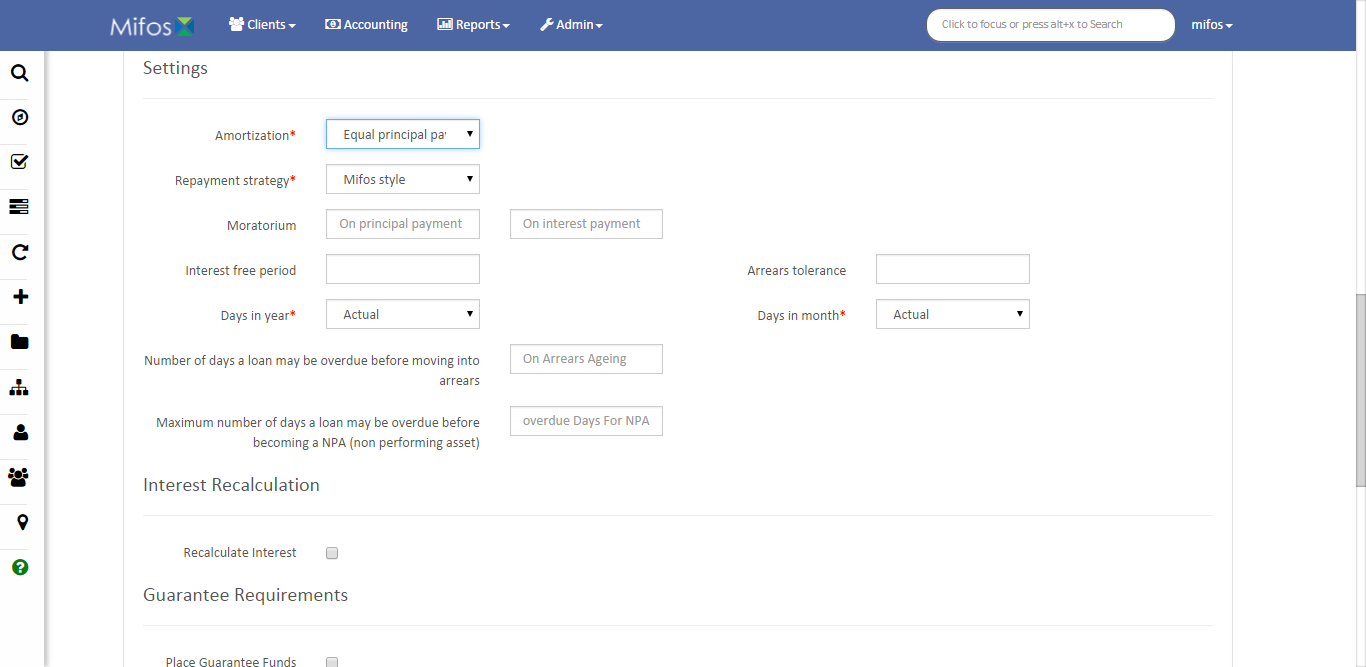 Mifos X Clients Accounting Reports Admin Click to focus or press alt+x to Search mifos
Settings
Amortization* Equal principal pa
Repayment strategy* Mifos style
Moratorium On principal payment On interest payment
Interest free period Arrears tolerance
Days in year* Actual Days in month* Actual
Number of days a loan may be overdue before moving into On Arrears Ageing
arrears
Maximum number of days a loan may be overdue before overdue Days For NPA
becoming a NPA (non performing asset)
Interest Recalculation
Recalculate Interest
Guarantee Requirements
Place Guarantee Funds